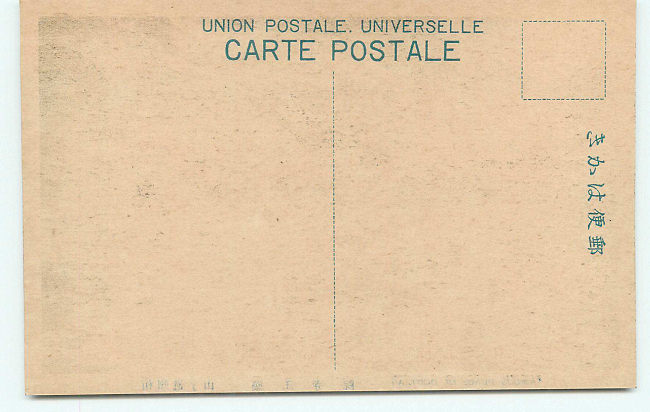 UNION POSTALE. UNIVERSELLE
CARTE POSTALE
きかは便郵